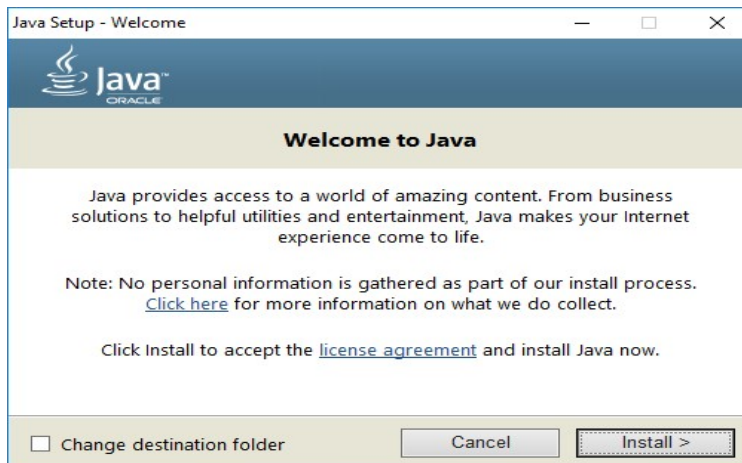 Java Setup - Welcome
Java™
ORACLE
Welcome to Java
Java provides access to a world of amazing content. From business
solutions to helpful utilities and entertainment, Java makes your Internet
experience come to life.
Note: No personal information is gathered as part of our install process.
Click here for more information on what we do collect.
Click Install to accept the license agreement and install Java now.
Change destination folder
Cancel
Install >